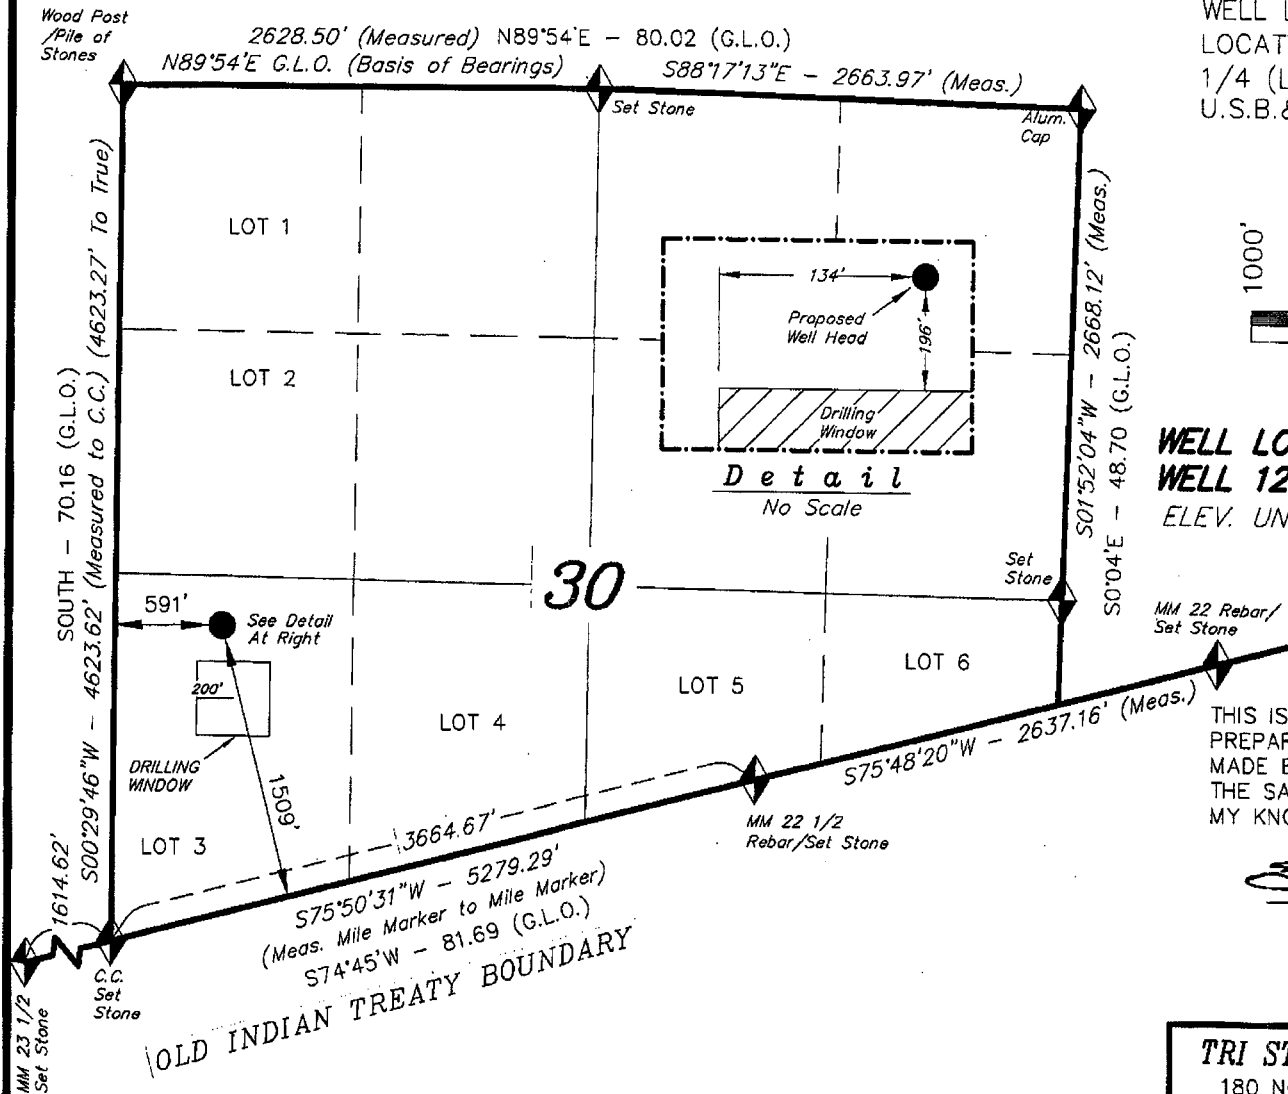 Wood Post
/Pile of
Stones
2628.50' (Measured) N89°54'E - 80.02 (G.L.O.)
N89°54'E G.L.O. (Basis of Bearings)
S88°17'13"E - 2663.97' (Meas.)
WELL
LOCAT
1/4 (L
U.S.B.&
Set Stone
Alum.
Cap
LOT 1
134'
Proposed
Well Head
196'
Drilling
Window
Detail
No Scale
1000'
LOT 2
SOUTH - 70.16 (G.L.O.)
S00°29'46"W - 4623.62' (Measured to C.C.) (4623.27' To True)
S01°52'04"W - 2668.12' (Meas.)
S0°04'E - 48.70 (G.L.O.)
WELL LO
WELL 12
ELEV. UN
30
Set
Stone
MM 22 Rebar/
Set Stone
591'
See Detail
At Right
200'
DRILLING
WINDOW
1509'
LOT 3
LOT 4
LOT 5
LOT 6
S75°48'20"W - 2637.16' (Meas.)
THIS IS
PREPAR
MADE B
THE SA
MY KNO
MM 22 1/2
Rebar/Set Stone
3664.67'
S75°50'31"W - 5279.29'
(Meas. Mile Marker to Mile Marker)
S74°45'W - 81.69 (G.L.O.)
OLD INDIAN TREATY BOUNDARY
1614.62'
C.C.
Set
Stone
MM 23 1/2
Set Stone
TRI ST
180 N